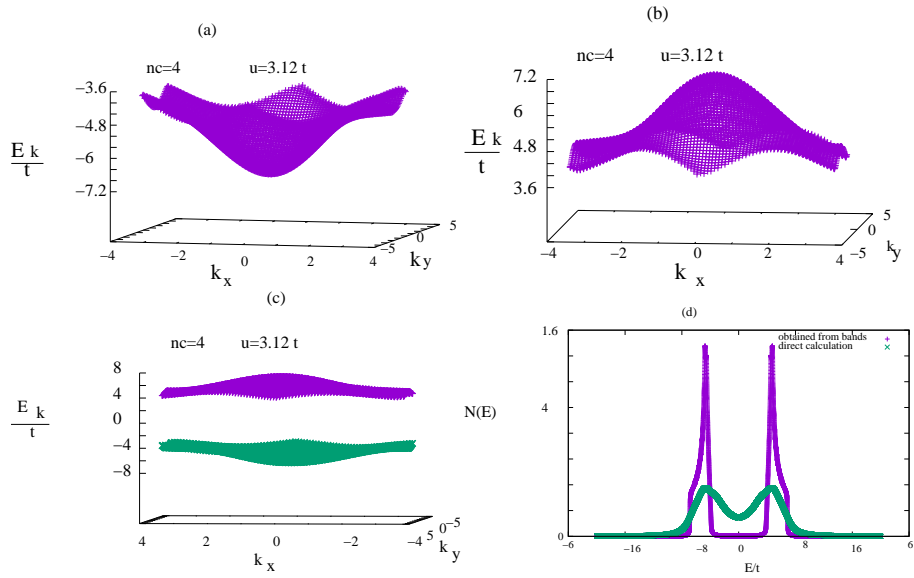 (a)
nc=4 u=3.12 t
−3.6
−4.8
−6
−7.2
E k
t
−4
−2
0
2
4
k x
−5
0
5
k y
(b)
nc=4 u=3.12 t
7.2
6
4.8
3.6
E k
t
−4
−2
0
2
4
k x
−5
0
5
k y
(c)
nc=4 u=3.12 t
8
4
0
−4
−8
E k
t
4
2
0
−2
−4
k x
−5
0
5
k y
(d)
obtained from bands
direct calculation
1.6
4
0
N(E)
−6
−16
−8
0
8
16
−6
E/t